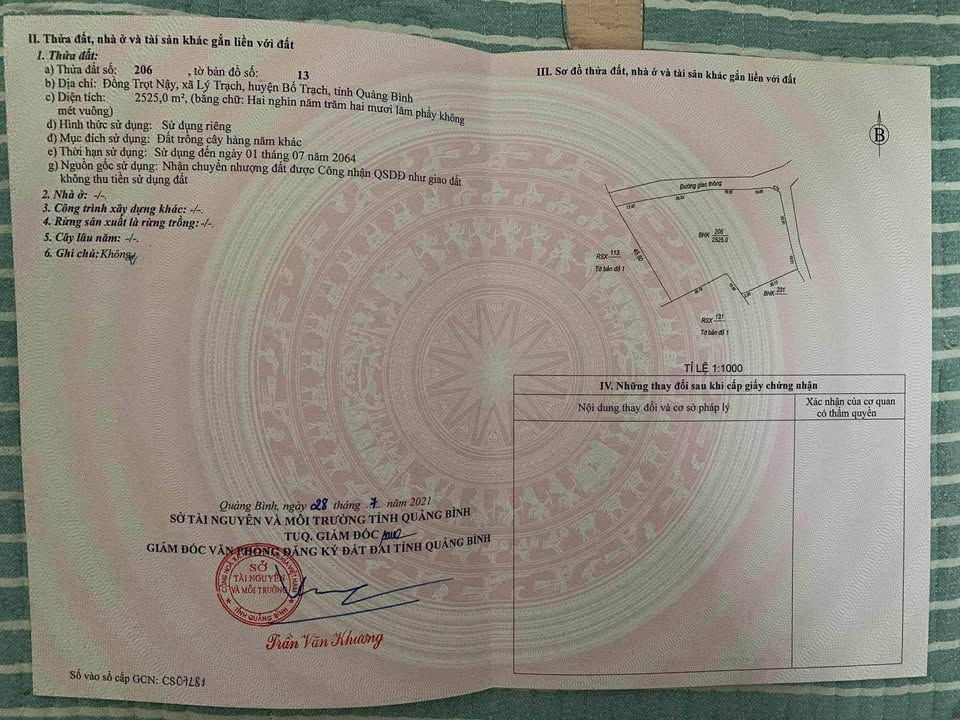 II. Thửa đất, nhà ở và tài sản khác gắn liền với đất
1. Thửa đất:
a) Thửa đất số: 206 , tờ bản đồ số: 13
b) Địa chỉ: Đồng Trọt Nậy, xã Lý Trạch, huyện Bố Trạch, tỉnh Quảng Bình
c) Diện tích: 2525,0 m², (bằng chữ: Hai nghìn năm trăm hai mươi lăm phẩy không
mét vuông)
d) Hình thức sử dụng: Sử dụng riêng
đ) Mục đích sử dụng: Đất trồng cây hàng năm khác
e) Thời hạn sử dụng: Sử dụng đến ngày 01 tháng 07 năm 2064
g) Nguồn gốc sử dụng: Nhận chuyển nhượng đất được Công nhận QSDĐ như giao đất
không thu tiền sử dụng đất
2. Nhà ở: -/-.
3. Công trình xây dựng khác: -/-.
4. Rừng sản xuất là rừng trồng: -/-.
5. Cây lâu năm: -/-.
6. Ghi chú: Không
Quảng Bình, ngày 28 tháng 7 năm 2021
SỞ TÀI NGUYÊN VÀ MÔI TRƯỜNG TỈNH QUẢNG BÌNH
TUQ. GIÁM ĐỐC
GIÁM ĐỐC VĂN PHÒNG ĐĂNG KÝ ĐẤT ĐAI TỈNH QUẢNG BÌNH
SỞ
TÀI NGUYÊN
VÀ MÔI TRƯỜNG
TỈNH QUẢNG BÌNH
Trần Văn Khương
Số vào sổ cấp GCN: CS07281
III. Sơ đồ thửa đất, nhà ở và tài sản khác gắn liền với đất
B
Đường giao thông
BHK 206
2525.0
45.50
RSX 113
Tờ bản đồ 1
BHK 231
RSX 131
Tờ bản đồ 1
TỈ LỆ 1:1000
IV. Những thay đổi sau khi cấp giấy chứng nhận
Nội dung thay đổi và cơ sở pháp lý
Xác nhận của cơ quan
có thẩm quyền